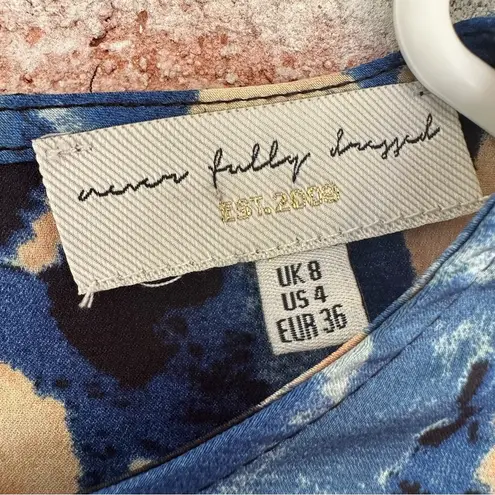 never fully dressed
EST.2009
UK 8
US 4
EUR 36